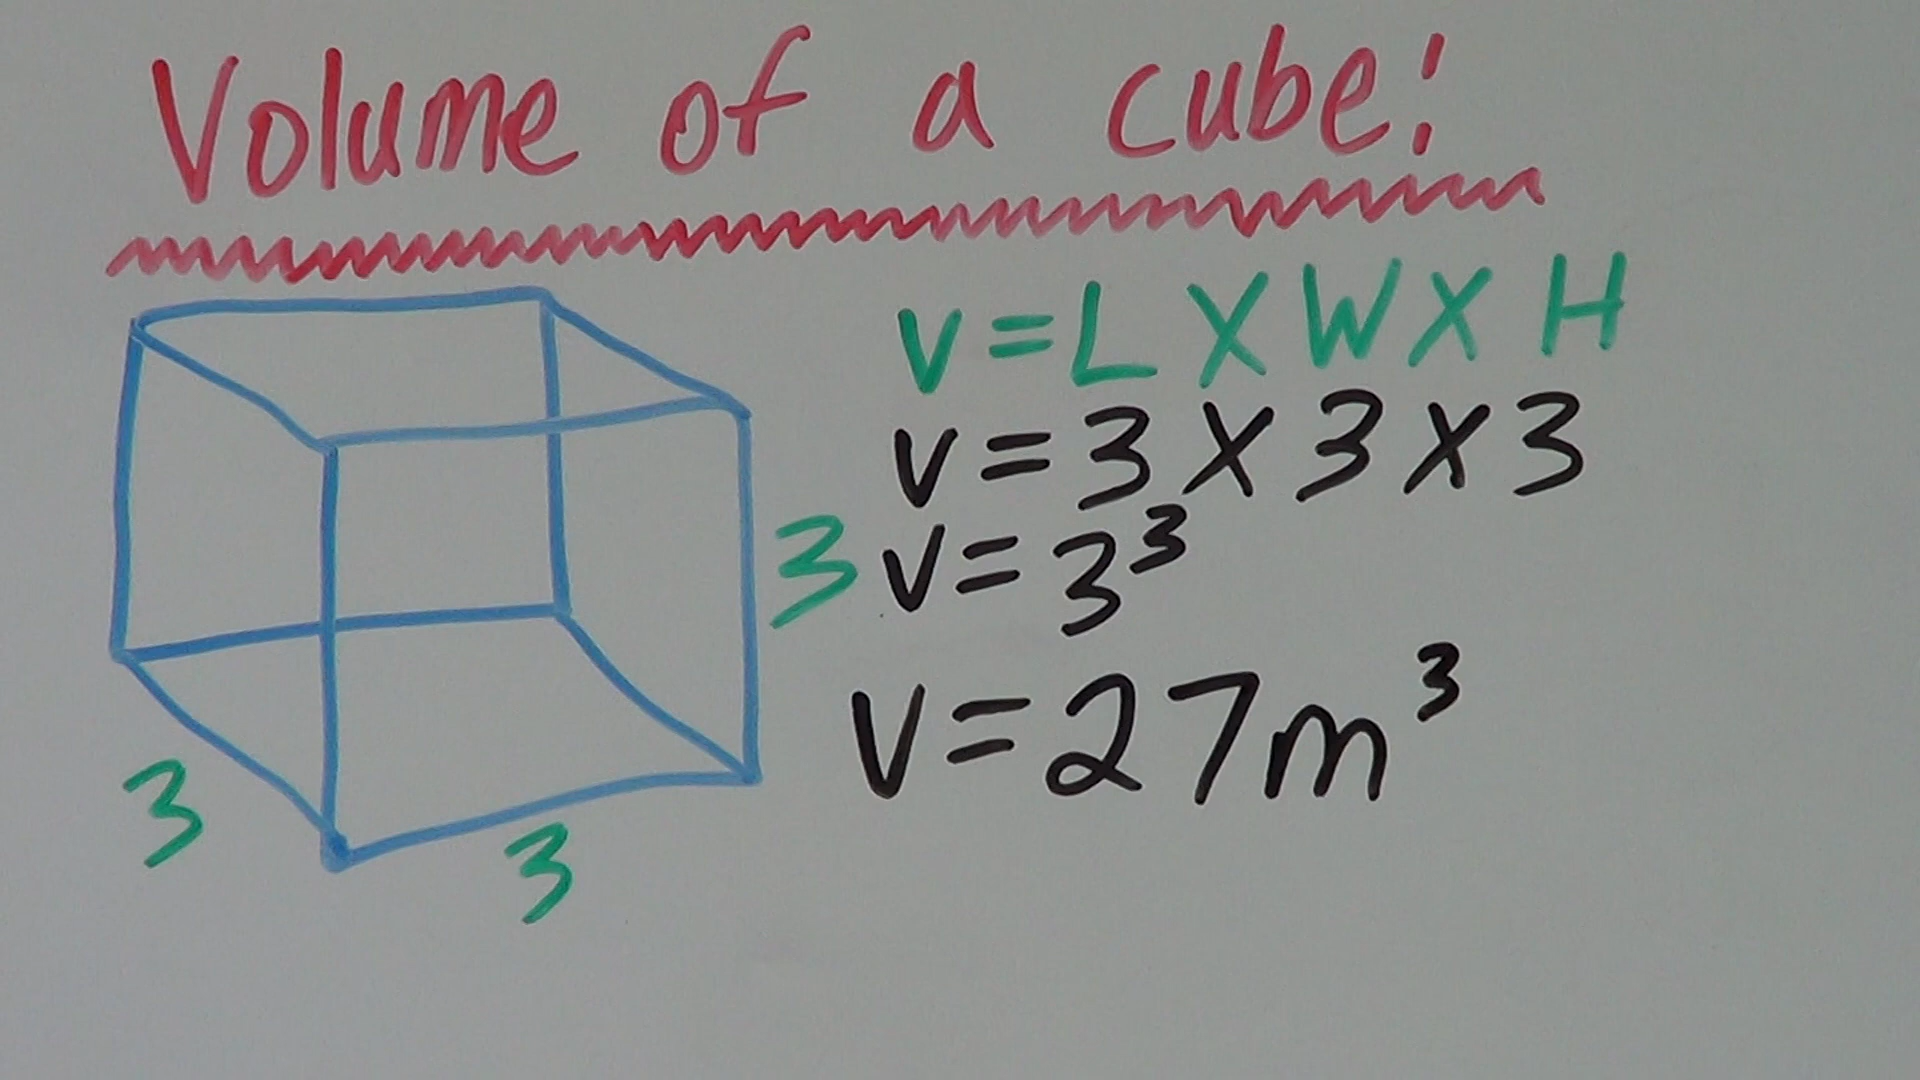 Volume of a cube!
V = L X W X H
V = 3 X 3 X 3
3
V = 3³
V = 27m³
3
3